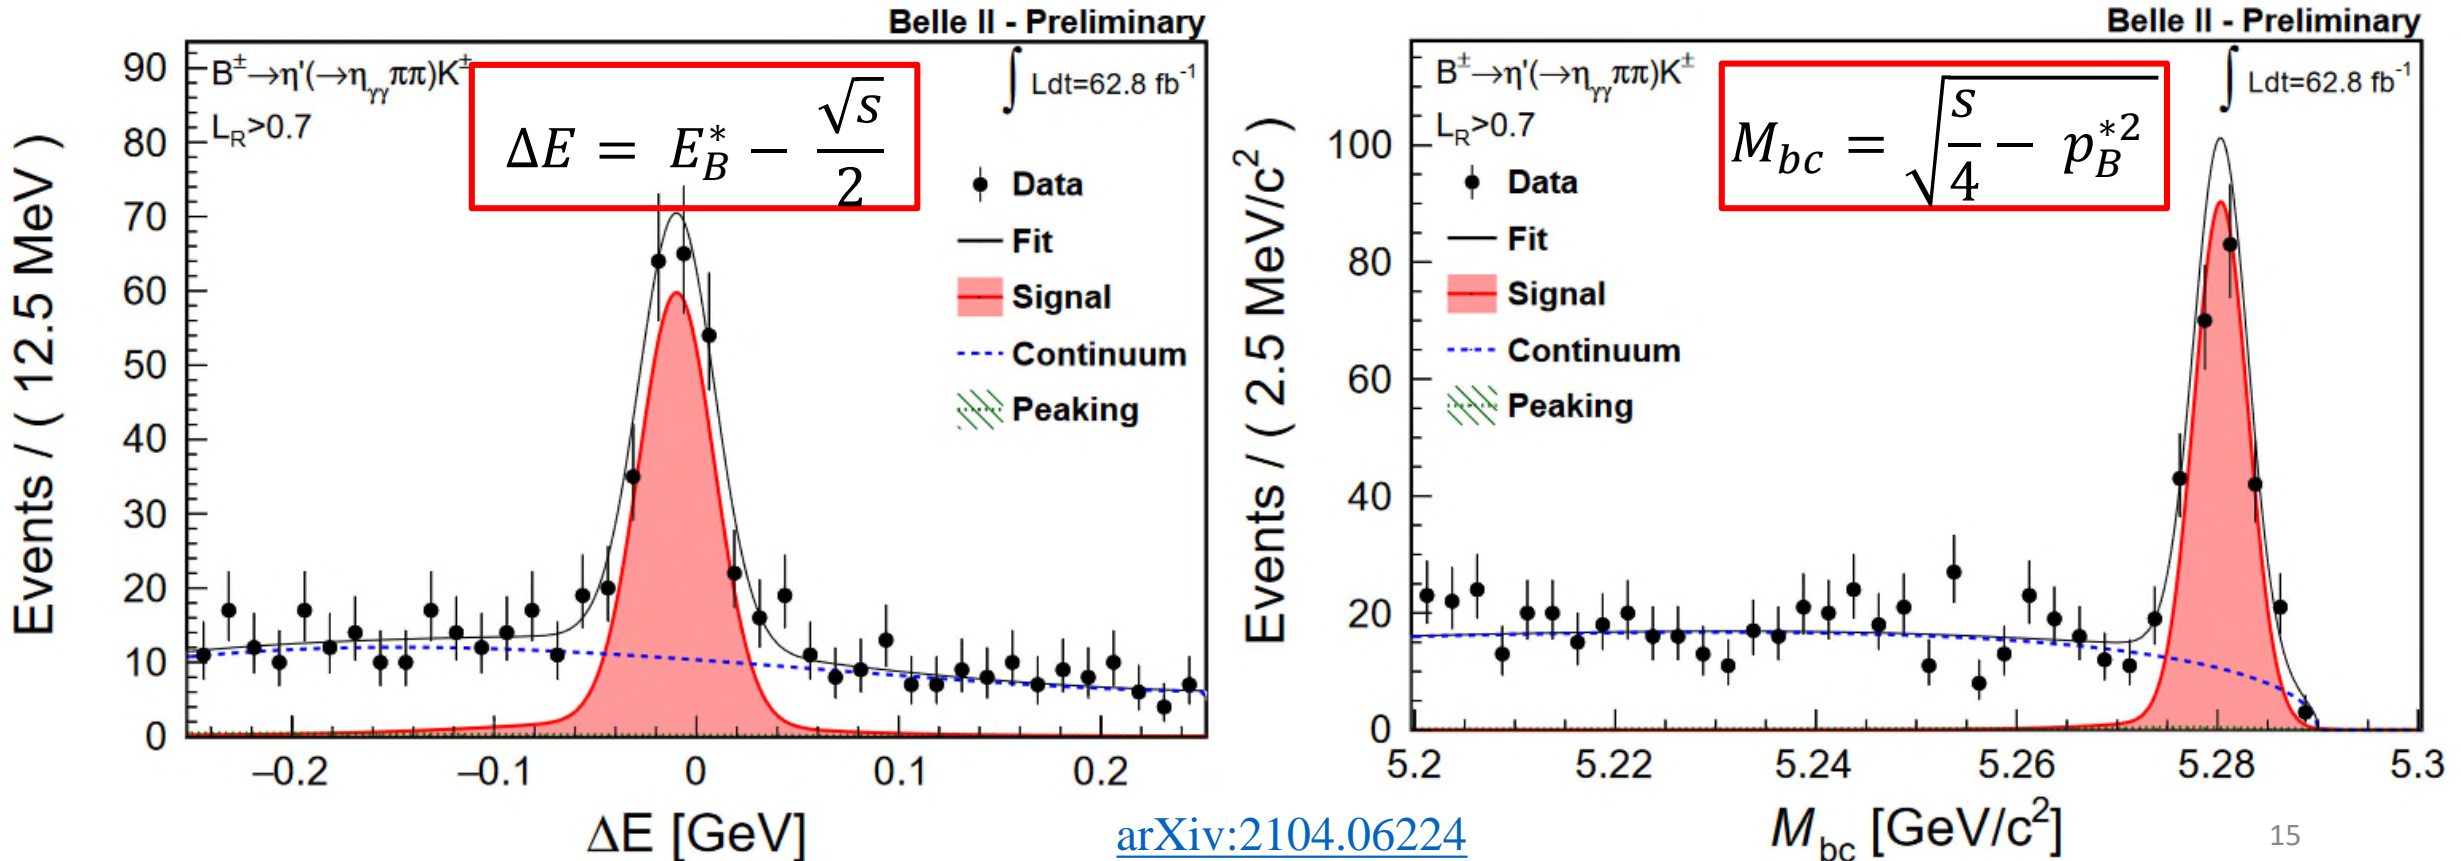 Belle II - Preliminary
B±→η'(→ηγγππ)K±
LR>0.7
ΔE = E*B − √s/2
∫ Ldt=62.8 fb-1
Data
Fit
Signal
Continuum
Peaking
Events / ( 12.5 MeV )
90
80
70
60
50
40
30
20
10
0
−0.2 −0.1 0 0.1 0.2
ΔE [GeV]
Belle II - Preliminary
B±→η'(→ηγγππ)K±
LR>0.7
Mbc = √(s/4 − p*2B)
∫ Ldt=62.8 fb-1
Data
Fit
Signal
Continuum
Peaking
Events / ( 2.5 MeV/c2 )
100
80
60
40
20
0
5.2 5.22 5.24 5.26 5.28 5.3
Mbc [GeV/c2]
arXiv:2104.06224
15